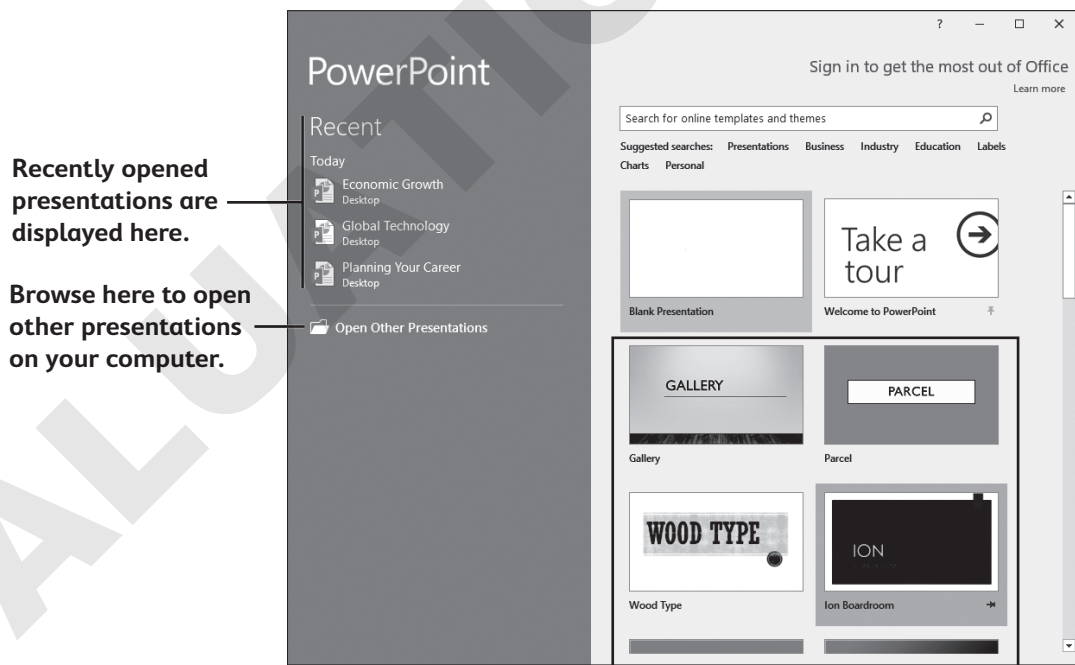 Recently opened
presentations are
displayed here.
Browse here to open
other presentations
on your computer.
PowerPoint
Recent
Today
Economic Growth
Desktop
Global Technology
Desktop
Planning Your Career
Desktop
Open Other Presentations
?
Sign in to get the most out of Office
Learn more
Search for online templates and themes
Suggested searches: Presentations Business Industry Education Labels
Charts Personal
Take a
tour
Blank Presentation
Welcome to PowerPoint
GALLERY
PARCEL
Gallery
Parcel
WOOD TYPE
ION
Wood Type
Ion Boardroom
ALUATIO